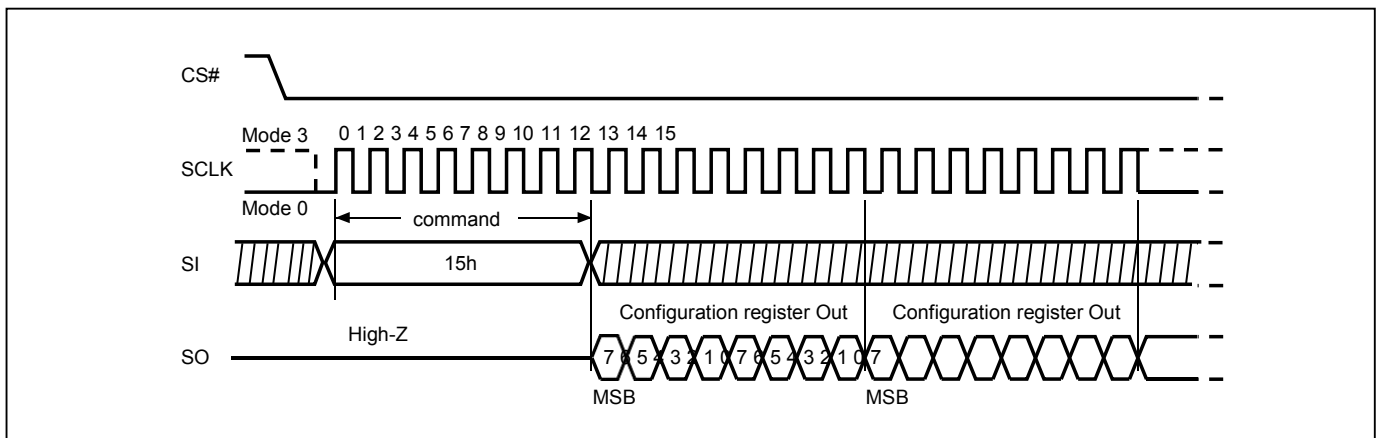 CS#
Mode 3
0 1 2 3 4 5 6 7 8 9 10 11 12 13 14 15
SCLK
Mode 0
command
SI
15h
Configuration register Out
Configuration register Out
High-Z
SO
7 6 5 4 3 2 1 0 7 6 5 4 3 2 1 0 7
MSB
MSB